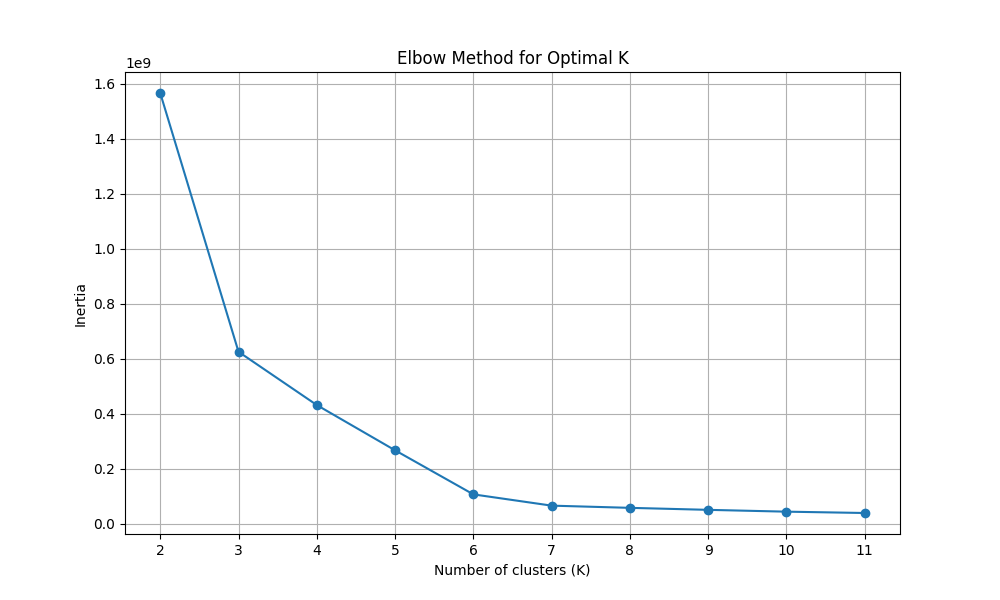 Elbow Method for Optimal K
1e9
1.6
1.4
1.2
1.0
0.8
0.6
0.4
0.2
0.0
Inertia
2 3 4 5 6 7 8 9 10 11
Number of clusters (K)